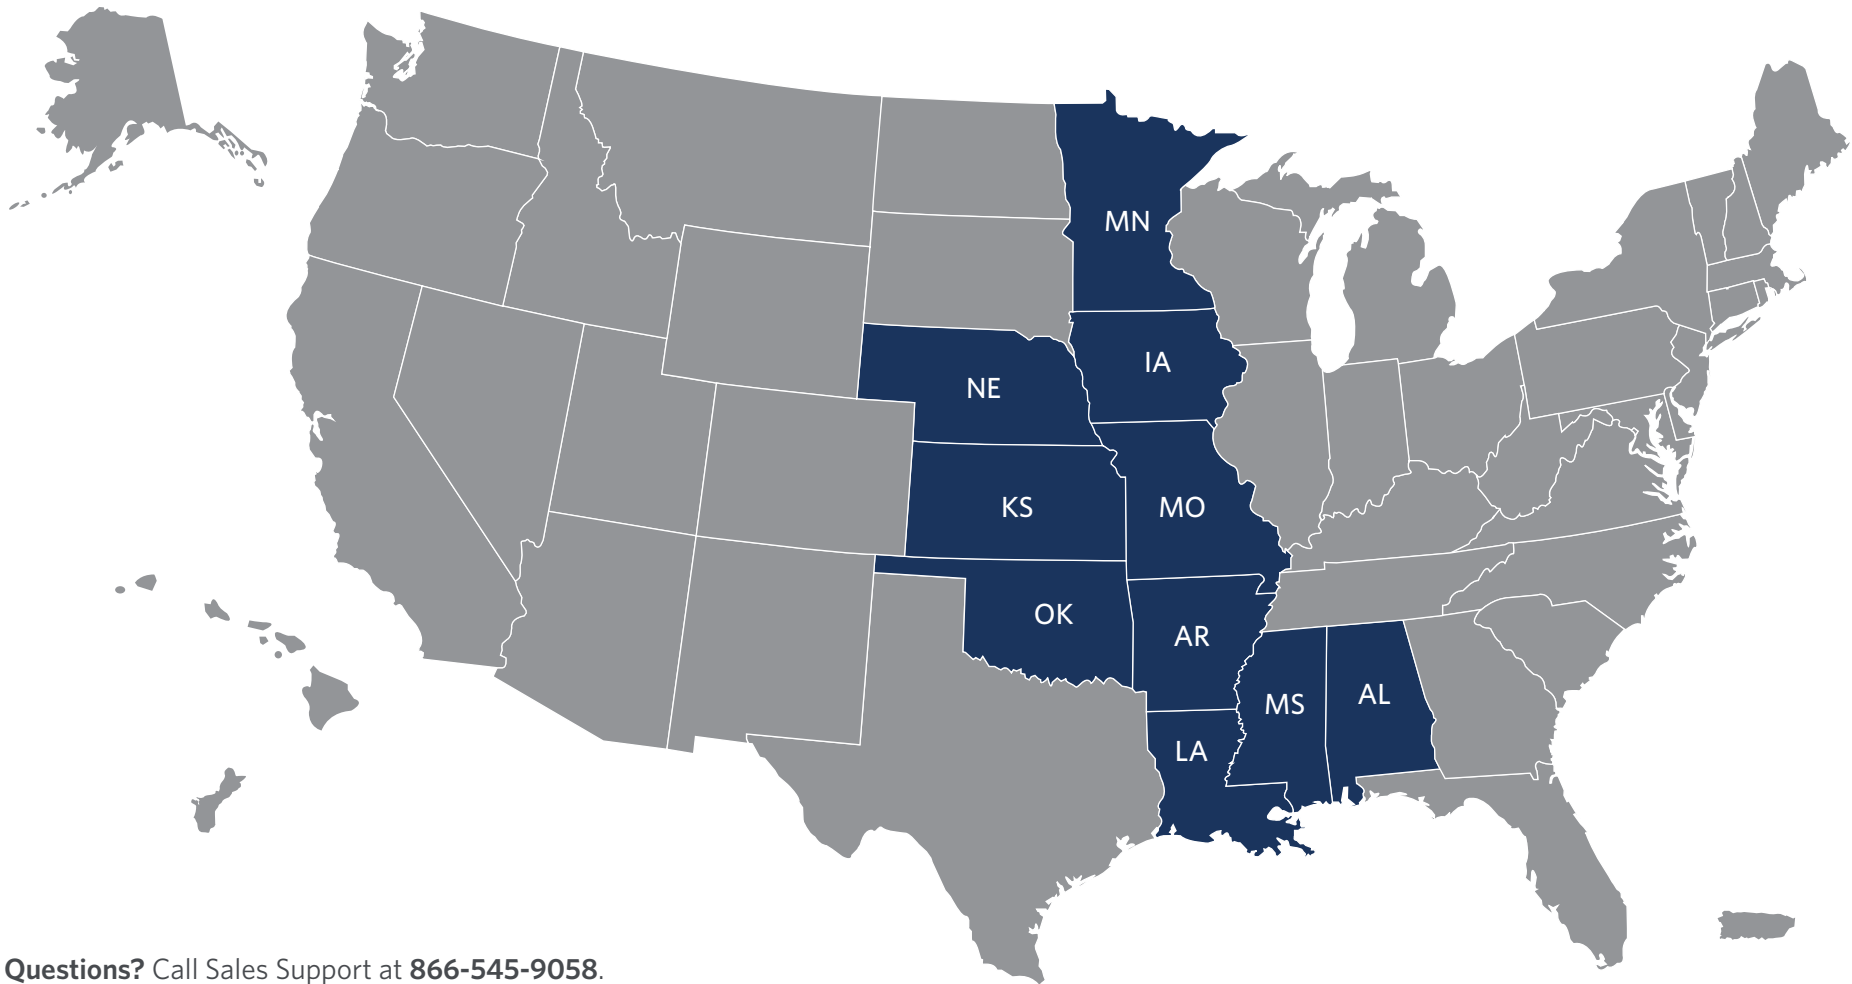 MN
IA
NE
KS
MO
OK
AR
MS
AL
LA
Questions? Call Sales Support at 866-545-9058.